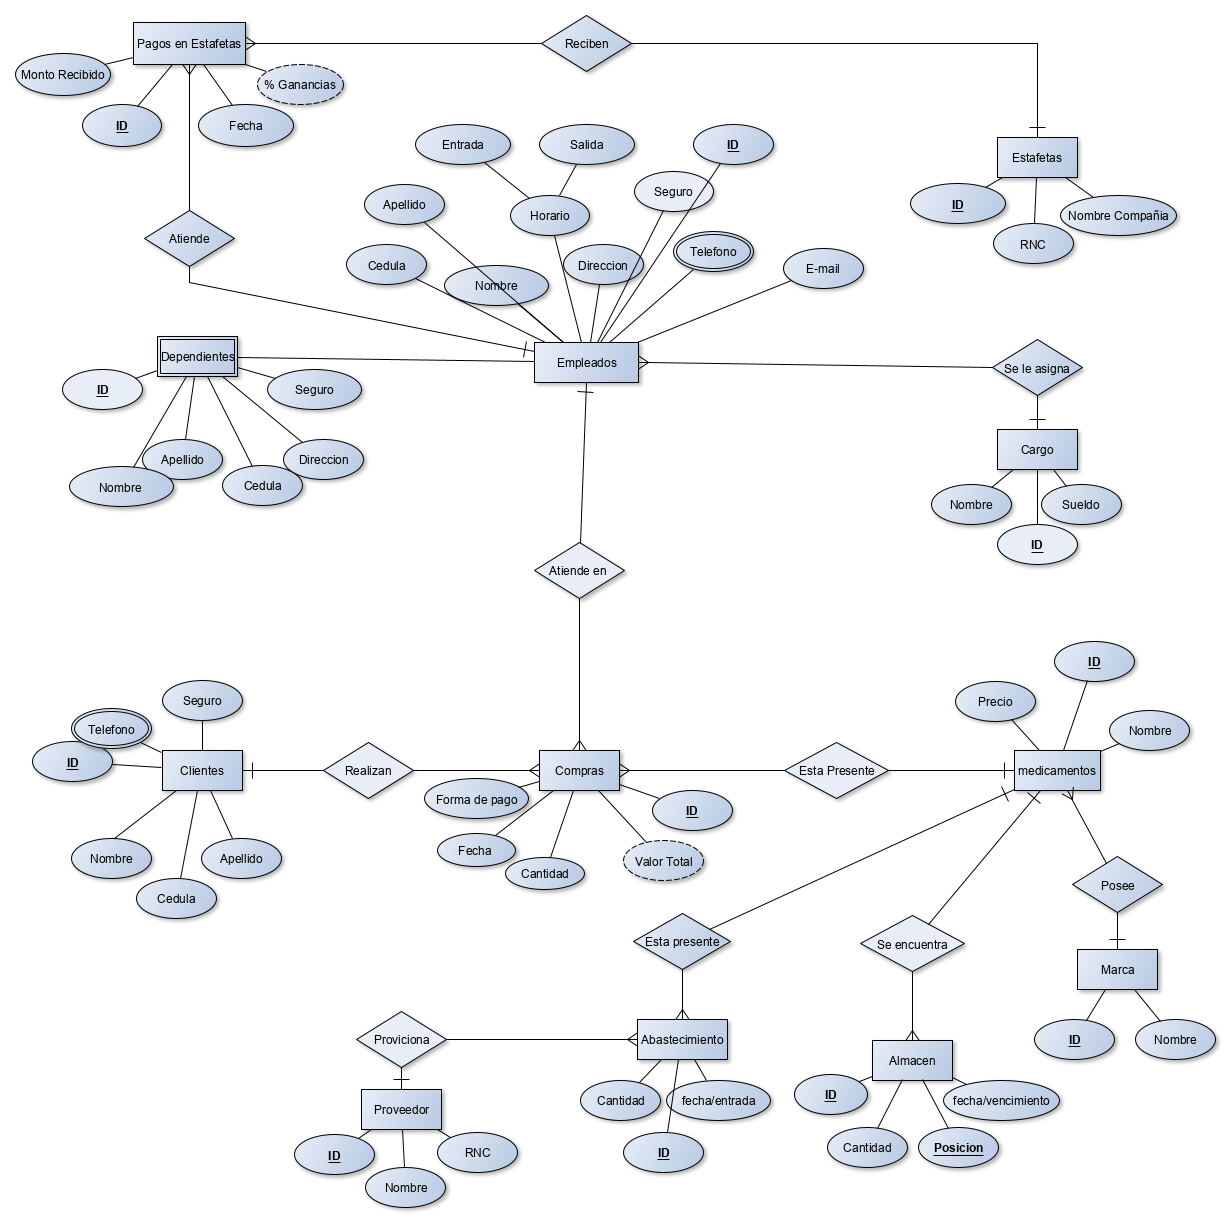 Pagos en Estafetas
Reciben
Monto Recibido
% Ganancias
ID
Fecha
Estafetas
ID
Nombre Compañia
RNC
Entrada
Salida
ID
Seguro
Apellido
Horario
Atiende
Telefono
Cedula
Direccion
E-mail
Nombre
Dependientes
Empleados
Se le asigna
ID
Seguro
Apellido
Direccion
Nombre
Cedula
Cargo
Nombre
Sueldo
ID
Atiende en
ID
Precio
Nombre
Seguro
Telefono
ID
Clientes
Realizan
Compras
Esta Presente
medicamentos
Forma de pago
ID
Fecha
Valor Total
Cantidad
Nombre
Apellido
Cedula
Posee
Esta presente
Se encuentra
Marca
ID
Nombre
Proviciona
Abastecimiento
Almacen
Cantidad
fecha/entrada
ID
ID
fecha/vencimiento
Cantidad
Posicion
Proveedor
ID
RNC
Nombre